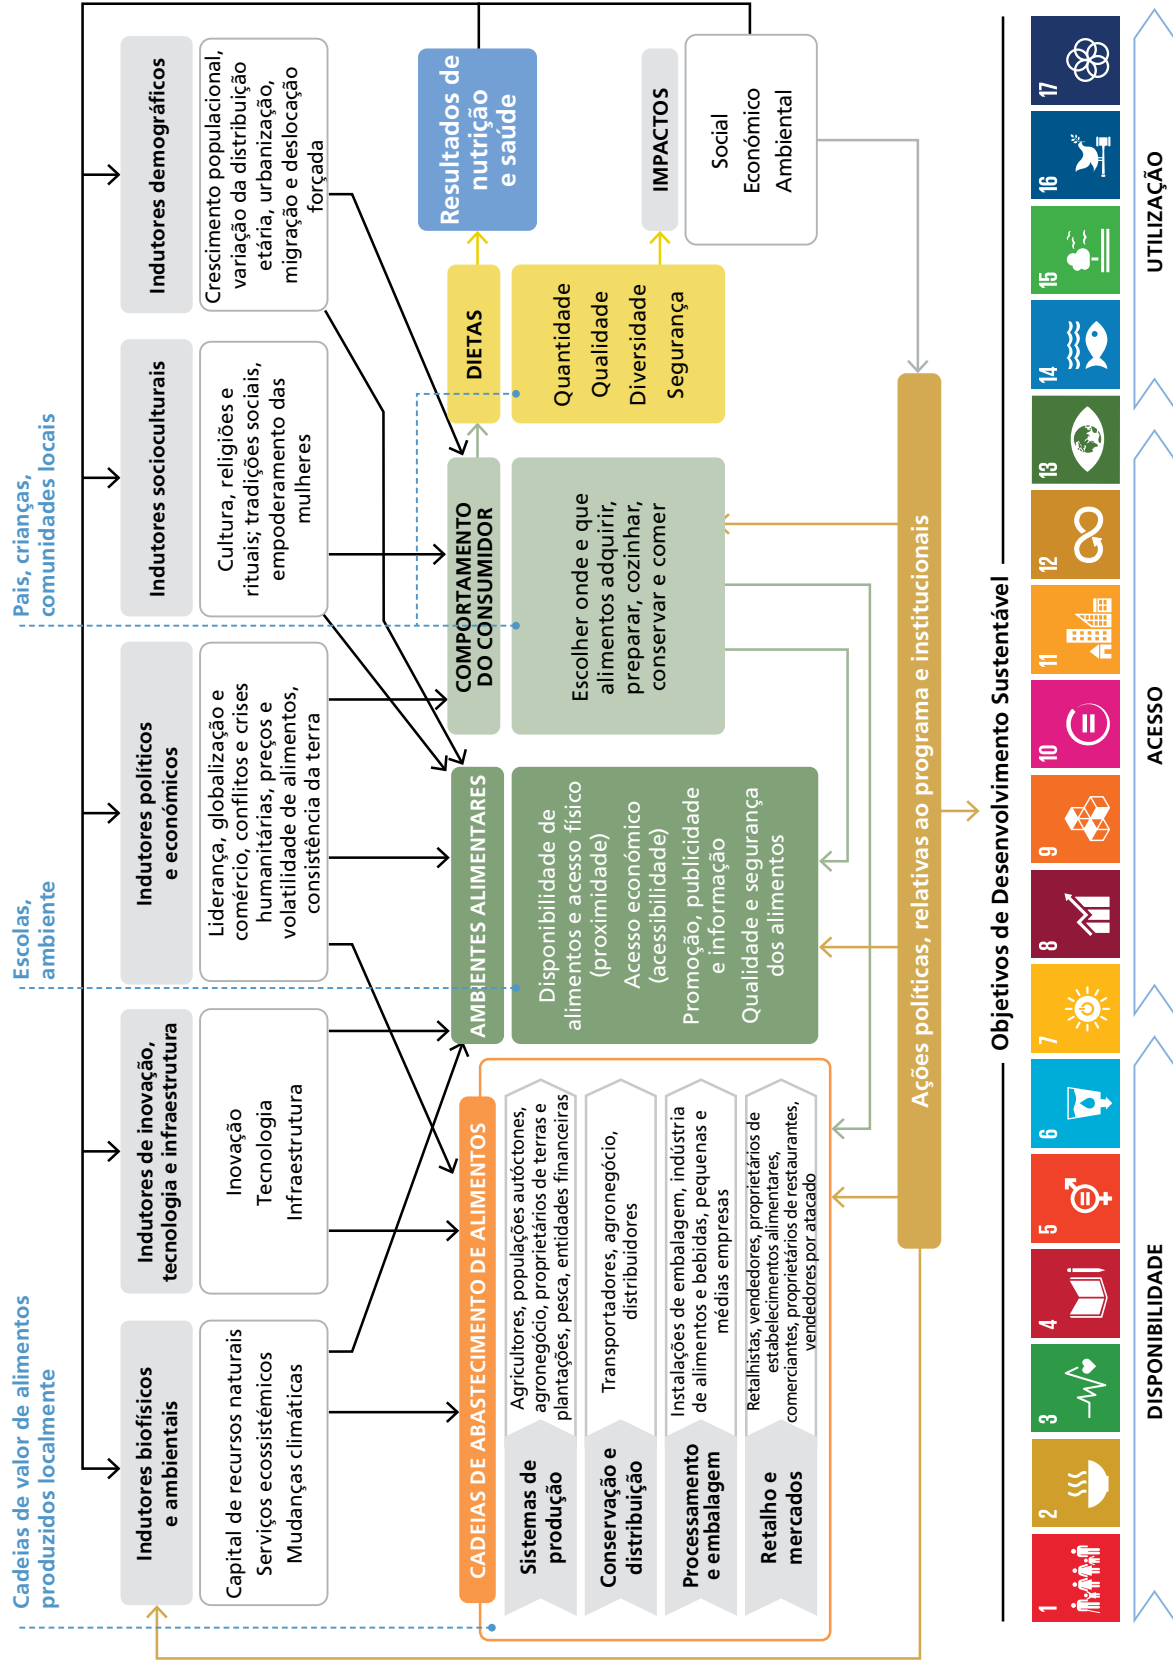 Cadeias de valor de alimentos
produzidos localmente
Escolas,
ambiente
Pais, crianças,
comunidades locais
Indutores biofísicos
e ambientais
Capital de recursos naturais
Serviços ecossistémicos
Mudanças climáticas
Indutores de inovação,
tecnologia e infraestrutura
Inovação
Tecnologia
Infraestrutura
Indutores políticos
e económicos
Liderança, globalização e
comércio, conflitos e crises
humanitárias, preços e
volatilidade de alimentos,
consistência da terra
Indutores socioculturais
Cultura, religiões e
rituais; tradições sociais,
empoderamento das
mulheres
Indutores demográficos
Crescimento populacional,
variação da distribuição
etária, urbanização,
migração e deslocação
forçada
CADEIAS DE ABASTECIMENTO DE ALIMENTOS
Sistemas de
produção
Agricultores, populações autóctones,
agronegócio, proprietários de terras e
plantações, pesca, entidades financeiras
Conservação e
distribuição
Transportadores, agronegócio,
distribuidores
Processamento
e embalagem
Instalações de embalagem, indústria
de alimentos e bebidas, pequenas e
médias empresas
Retalho e
mercados
Retalhistas, vendedores, proprietários de
estabelecimentos alimentares,
comerciantes, proprietários de restaurantes,
vendedores por atacado
AMBIENTES ALIMENTARES
Disponibilidade de
alimentos e acesso físico
(proximidade)
Acesso económico
(acessibilidade)
Promoção, publicidade
e informação
Qualidade e segurança
dos alimentos
COMPORTAMENTO
DO CONSUMIDOR
Escolher onde e que
alimentos adquirir,
preparar, cozinhar,
conservar e comer
DIETAS
Quantidade
Qualidade
Diversidade
Segurança
Resultados de
nutrição
e saúde
IMPACTOS
Social
Económico
Ambiental
Ações políticas, relativas ao programa e institucionais
Objetivos de Desenvolvimento Sustentável
1
2
3
4
5
6
7
8
9
10
11
12
13
14
15
16
17
DISPONIBILIDADE
ACESSO
UTILIZAÇÃO